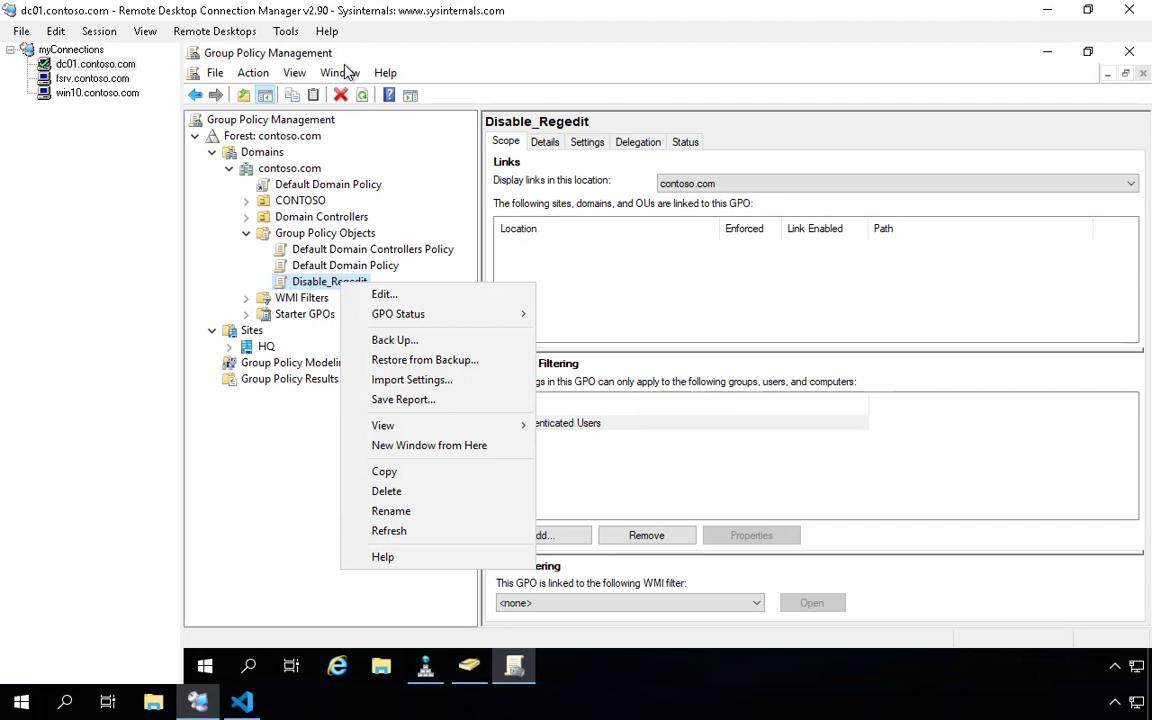 dc01.contoso.com - Remote Desktop Connection Manager v2.90 - Sysinternals: www.sysinternals.com
File Edit Session View Remote Desktops Tools Help
myConnections
dc01.contoso.com
fsrv.contoso.com
win10.contoso.com
Group Policy Management
File Action View Window Help
Group Policy Management
Forest: contoso.com
Domains
contoso.com
Default Domain Policy
CONTOSO
Domain Controllers
Group Policy Objects
Default Domain Controllers Policy
Default Domain Policy
Disable_Regedit
WMI Filters
Starter GPOs
Sites
HQ
Group Policy Modelin
Group Policy Results
Edit...
GPO Status
Back Up...
Restore from Backup...
Import Settings...
Save Report...
View
New Window from Here
Copy
Delete
Rename
Refresh
Help
Disable_Regedit
Scope Details Settings Delegation Status
Links
Display links in this location: contoso.com
The following sites, domains, and OUs are linked to this GPO:
Location Enforced Link Enabled Path
Filtering
gs in this GPO can only apply to the following groups, users, and computers:
enticated Users
dd... Remove Properties
ering
This GPO is linked to the following WMI filter:
<none> Open